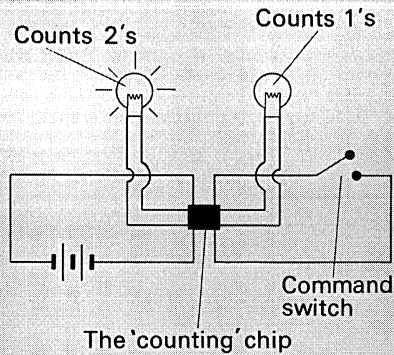 Counts 2's
Counts 1's
Command
switch
The 'counting' chip